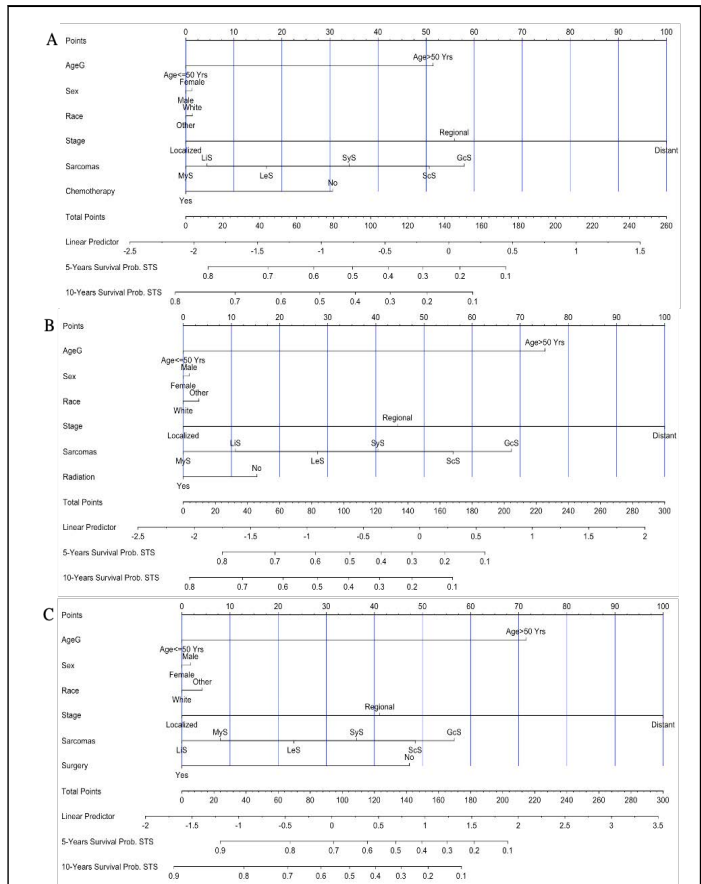 A
Points 0 10 20 30 40 50 60 70 80 90 100
Age>50 Yrs
AgeG
Age<=50 Yrs
Female
Sex
Male
White
Race
Other
Regional
Stage
Localized Distant
LiS SyS GcS
Sarcomas
MyS LeS ScS
No
Chemotherapy
Yes
Total Points 0 20 40 60 80 100 120 140 160 180 200 220 240 260
Linear Predictor
-2.5 -2 -1.5 -1 -0.5 0 0.5 1 1.5
5-Years Survival Prob. STS
0.8 0.7 0.6 0.5 0.4 0.3 0.2 0.1
10-Years Survival Prob. STS
0.8 0.7 0.6 0.5 0.4 0.3 0.2 0.1
B
0 10 20 30 40 50 60 70 80 90 100
Points
Age>50 Yrs
AgeG
Age<=50 Yrs
Male
Sex
Female
Other
Race
White
Regional
Stage
Localized Distant
LiS SyS GcS
Sarcomas
MyS LeS ScS
No
Radiation
Yes
Total Points
0 20 40 60 80 100 120 140 160 180 200 220 240 260 280 300
Linear Predictor
-2.5 -2 -1.5 -1 -0.5 0 0.5 1 1.5 2
5-Years Survival Prob. STS
0.8 0.7 0.6 0.5 0.4 0.3 0.2 0.1
10-Years Survival Prob. STS
0.8 0.7 0.6 0.5 0.4 0.3 0.2 0.1
C
0 10 20 30 40 50 60 70 80 90 100
Points
Age>50 Yrs
AgeG
Age<=50 Yrs
Male
Sex
Female
Other
Race
White
Regional
Stage
Localized Distant
MyS SyS GcS
Sarcomas
LiS LeS ScS
No
Surgery
Yes
Total Points
0 20 40 60 80 100 120 140 160 180 200 220 240 260 280 300
Linear Predictor
-2 -1.5 -1 -0.5 0 0.5 1 1.5 2 2.5 3 3.5
5-Years Survival Prob. STS
0.9 0.8 0.7 0.6 0.5 0.4 0.3 0.2 0.1
10-Years Survival Prob. STS
0.9 0.8 0.7 0.6 0.5 0.4 0.3 0.2 0.1